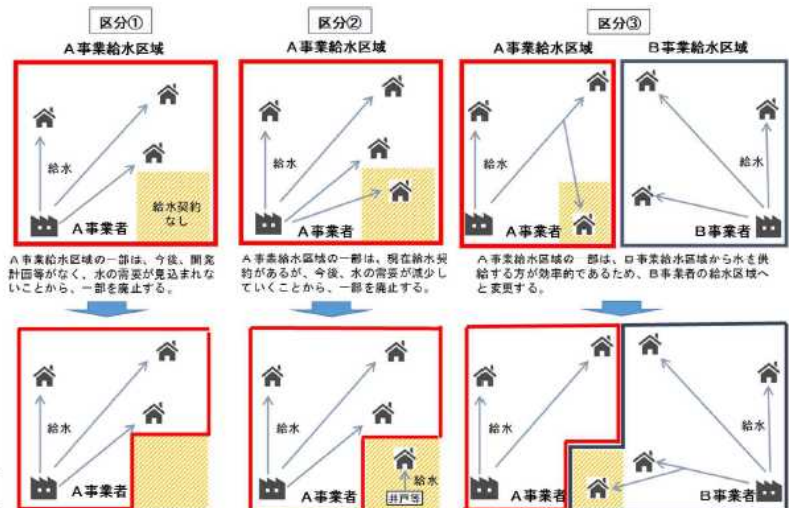 区分①
区分②
区分③
A事業給水区域
A事業給水区域
A事業給水区域
B事業給水区域
給水
給水契約
なし
A事業者
給水
A事業者
給水
A事業者
給水
B事業者
A事業給水区域の一部は、今後、開発
計画等がなく、水の需要が見込まれな
いことから、一部を廃止する。
A事業給水区域の一部は、現在給水契
約があるが、今後、水の需要が減少し
ていくことから、一部を廃止する。
A事業給水区域の一部は、ロ事業給水区域から水を供
給する方が効率的であるため、B事業者の給水区域へ
と変更する。
給水
A事業者
給水
A事業者
給水
井戸等
給水
A事業者
B事業者